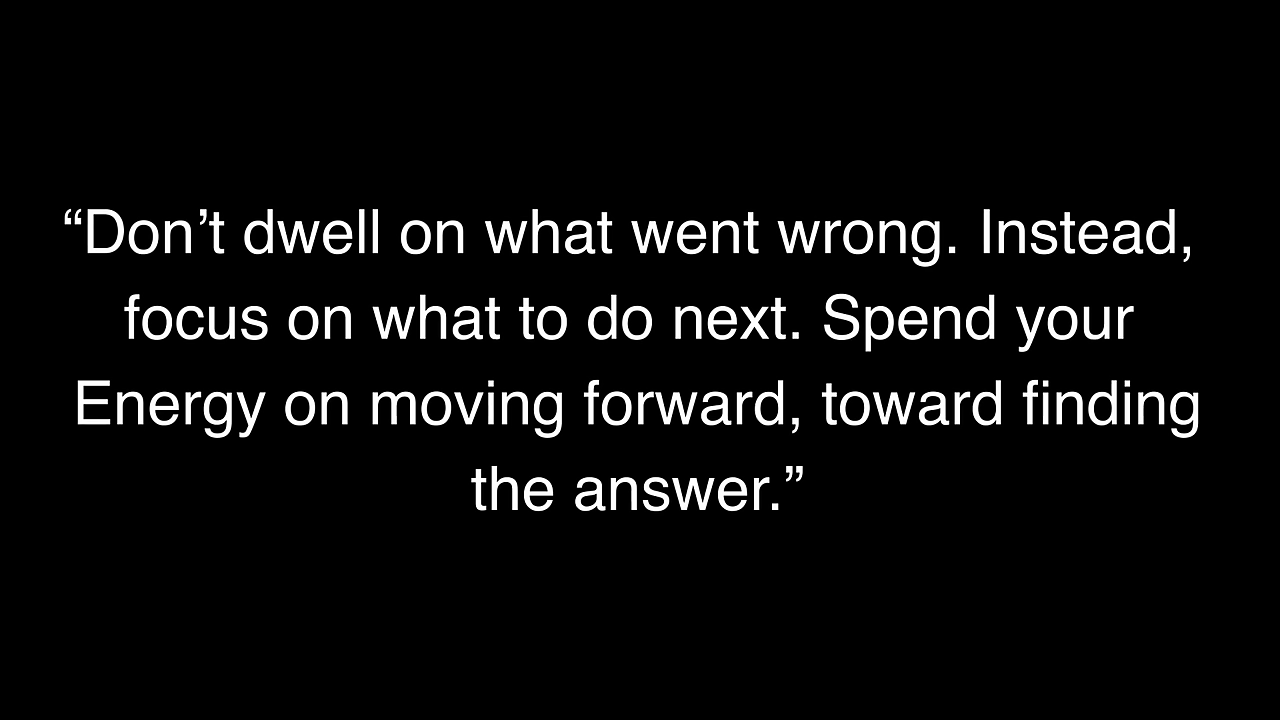 “Don’t dwell on what went wrong. Instead,
focus on what to do next. Spend your
Energy on moving forward, toward finding
the answer.”